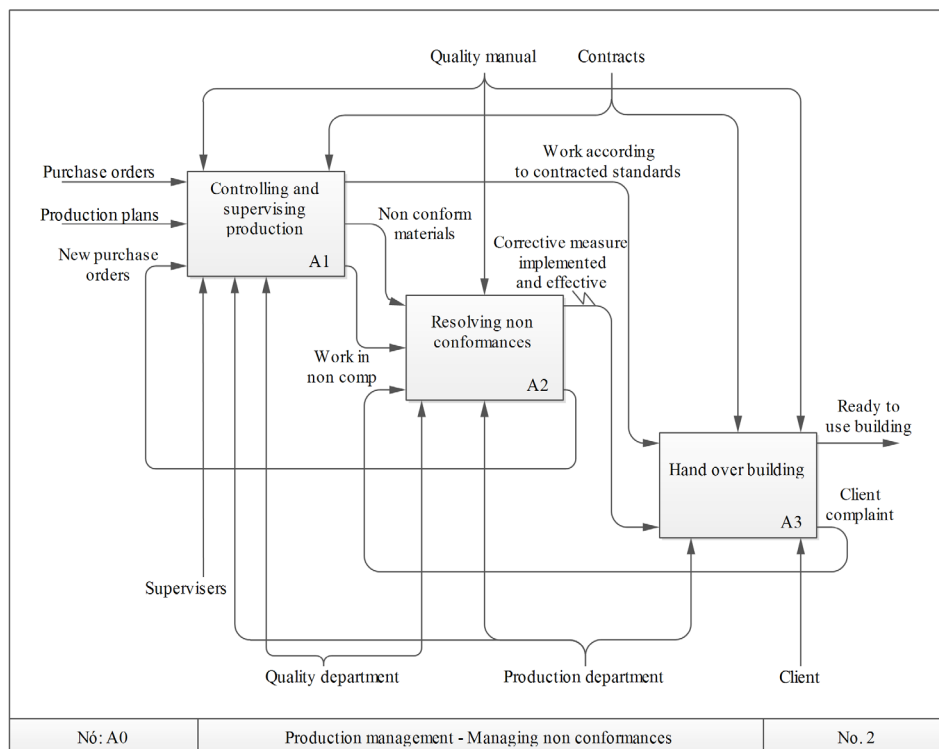 Quality manual
Contracts
Purchase orders
Production plans
New purchase
orders
Controlling and
supervising
production
A1
Work according
to contracted standards
Non conform
materials
Corrective measure
implemented
and effective
Resolving non
conformances
A2
Work in
non comp
Ready to
use building
Hand over building
A3
Client
complaint
Supervisers
Quality department
Production department
Client
Nó: A0
Production management - Managing non conformances
No. 2